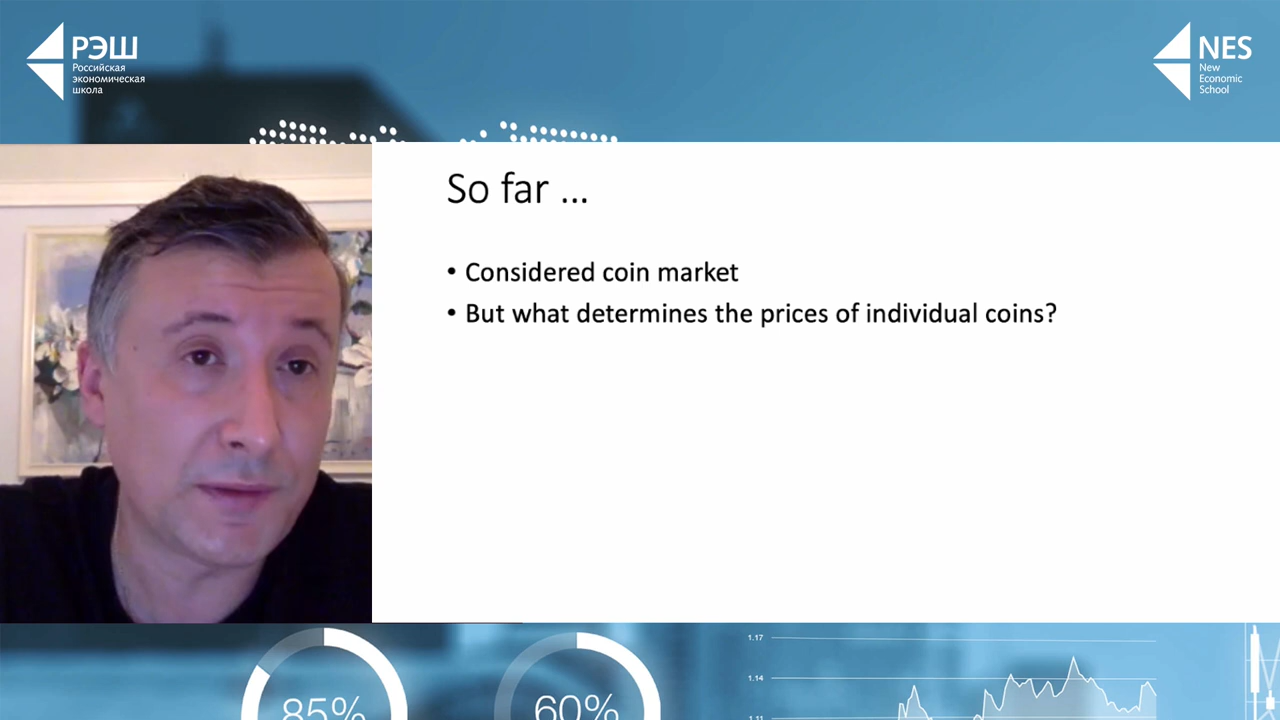 РЭШ
Российская
экономическая
школа
NES
New
Economic
School
So far ...
• Considered coin market
• But what determines the prices of individual coins?
85%
60%
1.17
1.14
1.11